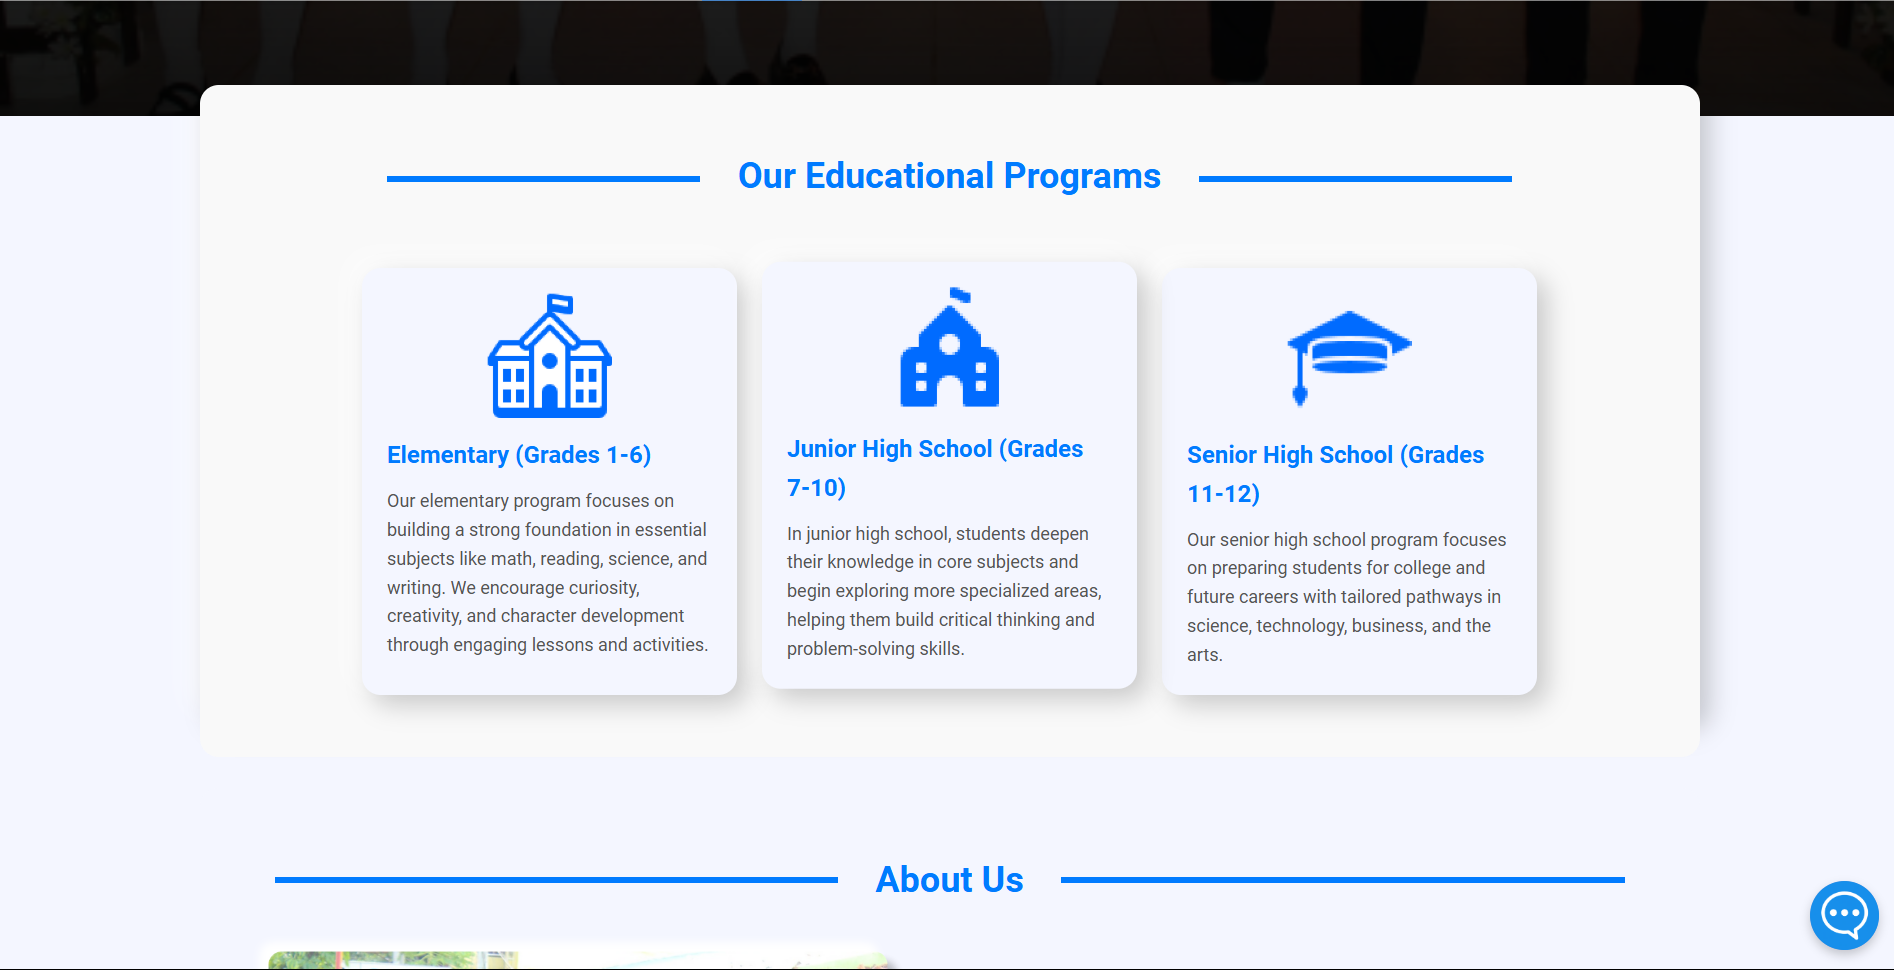 Our Educational Programs
Elementary (Grades 1-6)
Our elementary program focuses on
building a strong foundation in essential
subjects like math, reading, science, and
writing. We encourage curiosity,
creativity, and character development
through engaging lessons and activities.
Junior High School (Grades
7-10)
In junior high school, students deepen
their knowledge in core subjects and
begin exploring more specialized areas,
helping them build critical thinking and
problem-solving skills.
Senior High School (Grades
11-12)
Our senior high school program focuses
on preparing students for college and
future careers with tailored pathways in
science, technology, business, and the
arts.
About Us